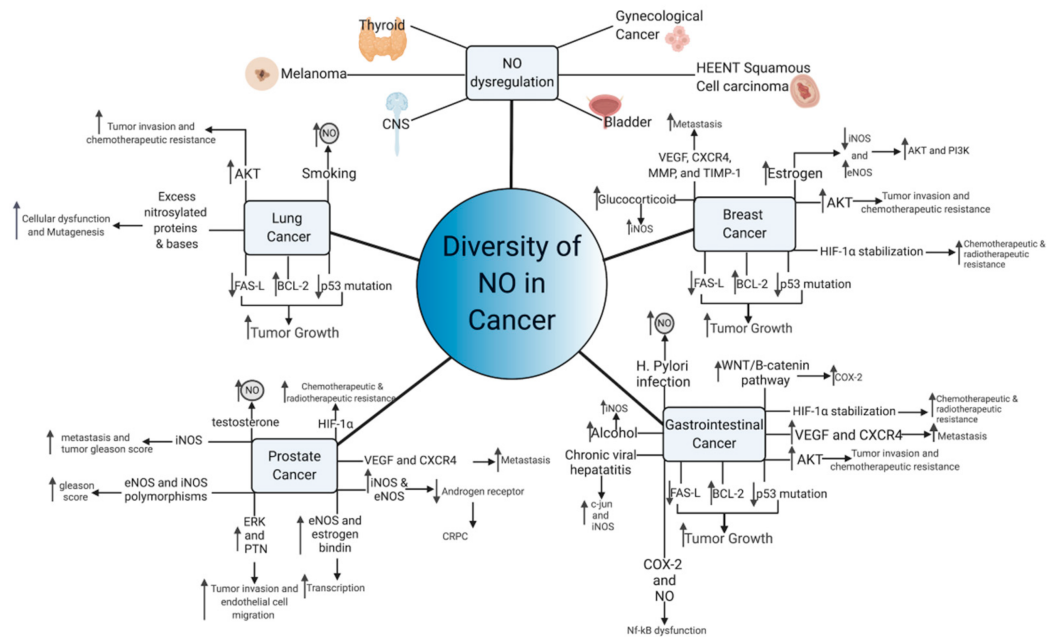 Thyroid
Gynecological
Cancer
NO
dysregulation
Melanoma
HEENT Squamous
Cell carcinoma
CNS
Bladder
Diversity of
NO in
Cancer
Tumor invasion and
chemotherapeutic resistance
NO
AKT
Smoking
Excess
nitrosylated
proteins
& bases
Cellular dysfunction
and Mutagenesis
Lung
Cancer
FAS-L
BCL-2
p53 mutation
Tumor Growth
Metastasis
VEGF, CXCR4,
MMP, and TIMP-1
Glucocorticoid
iNOS
Estrogen
iNOS
and
eNOS
AKT and PI3K
Breast
Cancer
AKT
Tumor invasion and
chemotherapeutic resistance
HIF-1α stabilization
Chemotherapeutic &
radiotherapeutic
resistance
FAS-L
BCL-2
p53 mutation
Tumor Growth
NO
testosterone
Chemotherapeutic &
radiotherapeutic resistance
HIF-1α
metastasis and
tumor gleason score
iNOS
Prostate
Cancer
VEGF and CXCR4
Metastasis
gleason
score
eNOS and iNOS
polymorphisms
iNOS &
eNOS
Androgen receptor
CRPC
ERK
and
PTN
eNOS and
estrogen
bindin
Tumor invasion and
endothelial cell
migration
Transcription
NO
H. Pylori
infection
WNT/B-catenin
pathway
COX-2
iNOS
Alcohol
Gastrointestinal
Cancer
HIF-1α stabilization
Chemotherapeutic &
radiotherapeutic
resistance
VEGF and CXCR4
Metastasis
Chronic viral
hepatatitis
AKT
Tumor invasion and
chemotherapeutic resistance
c-jun
and
iNOS
FAS-L
BCL-2
p53 mutation
Tumor Growth
COX-2
and
NO
Nf-kB dysfunction